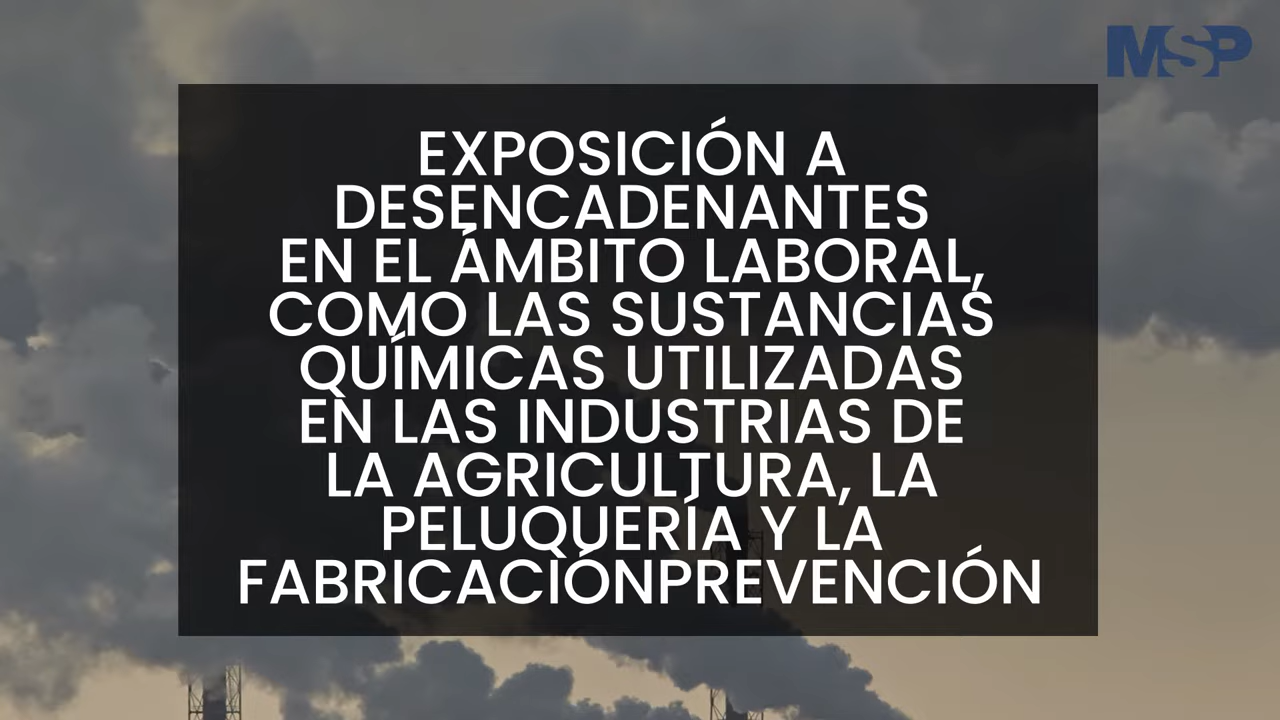 MSP
EXPOSICIÓN A
DESENCADENANTES
EN EL ÁMBITO LABORAL,
COMO LAS SUSTANCIAS
QUÍMICAS UTILIZADAS
EN LAS INDUSTRIAS DE
LA AGRICULTURA, LA
PELUQUERÍA Y LA
FABRICACIÓNPREVENCIÓN